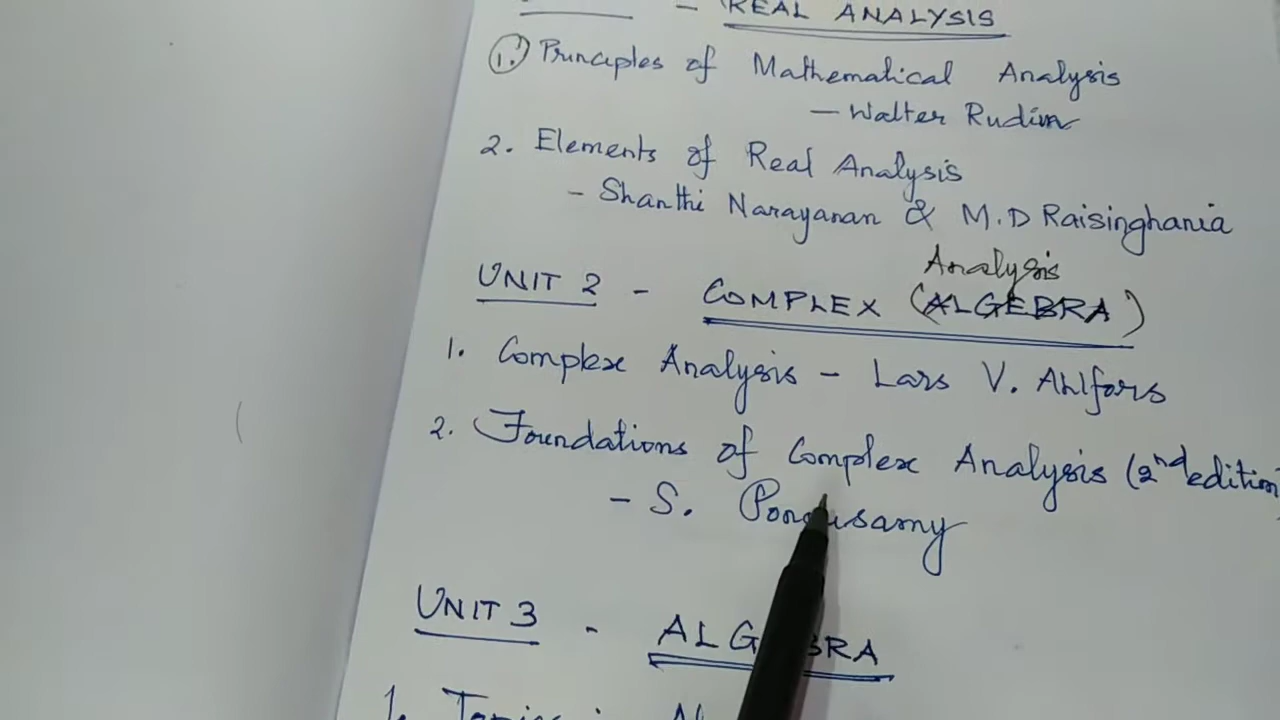 - REAL ANALYSIS
1. Principles of Mathematical Analysis
- Walter Rudin
2. Elements of Real Analysis
- Shanthi Narayanan & M.D Raisinghania
Analysis
UNIT 2 - COMPLEX (ALGEBRA)
1. Complex Analysis - Lars V. Ahlfors
2. Foundations of Complex Analysis (2nd edition
- S.
UNIT 3 - ALGEBRA
1.